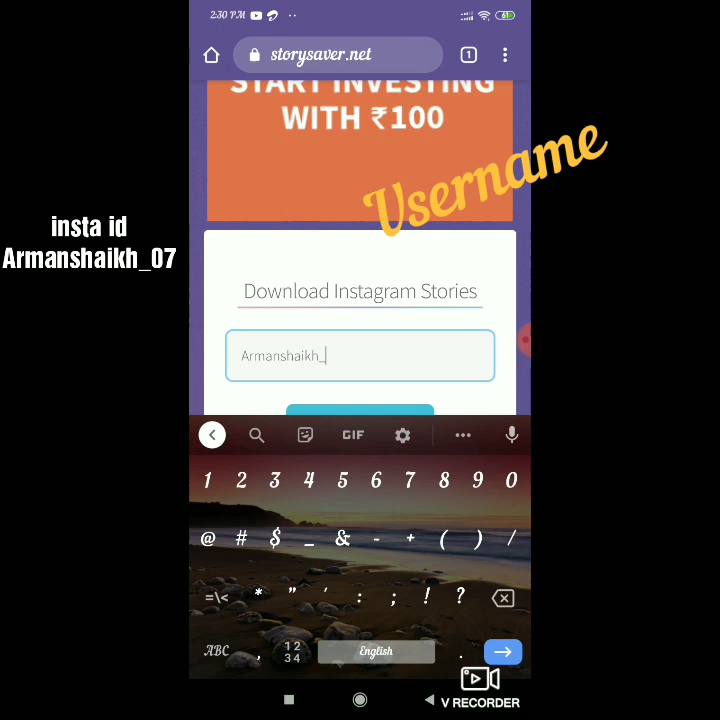 2:30 PM
61
storysaver.net
1
START INVESTING
WITH ₹100
Username
insta id
Armanshaikh_07
Download Instagram Stories
Armanshaikh_
GIF
1 2 3 4 5 6 7 8 9 0
@ # $ _ & - + ( ) /
=\< * " ' : ; ! ?
ABC , 12 English .
34
V RECORDER